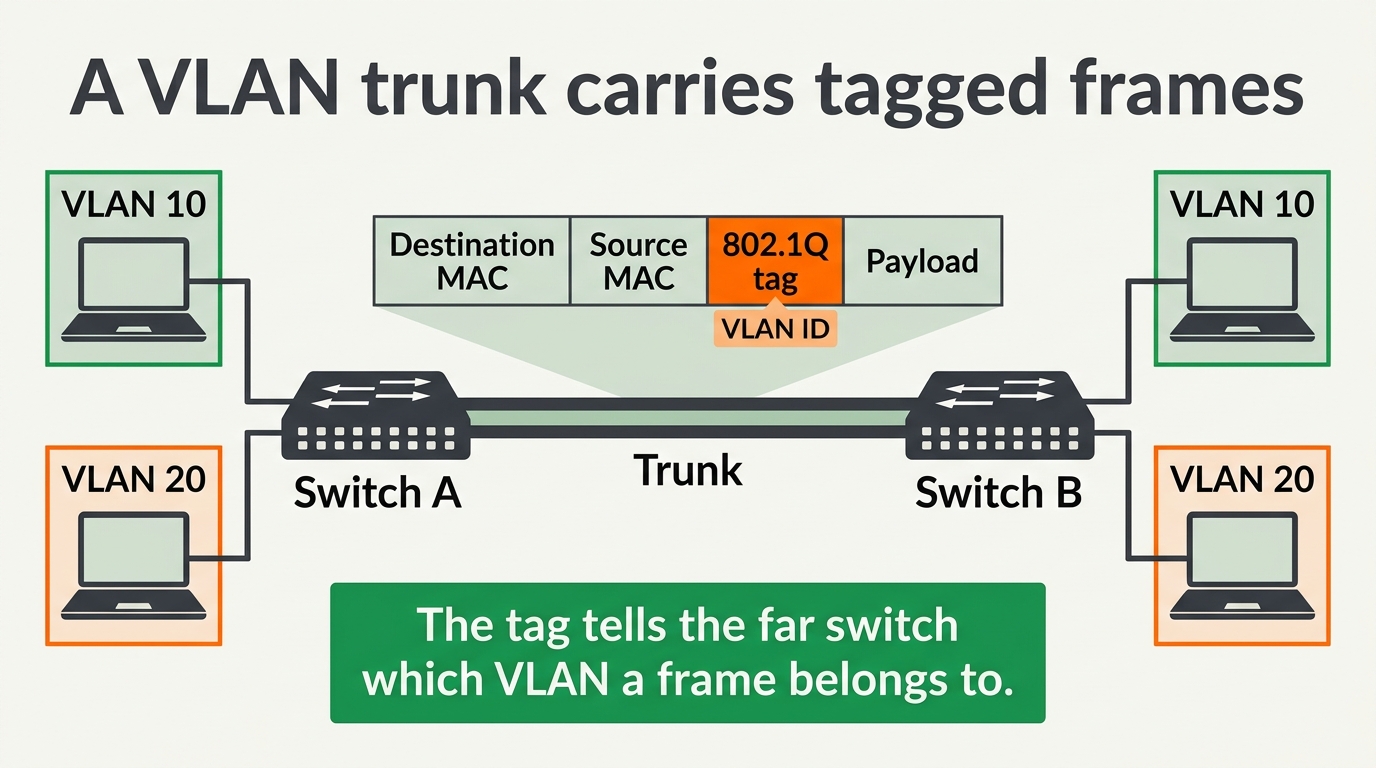 A VLAN trunk carries tagged frames
VLAN 10
VLAN 10
Destination
MAC
Source
MAC
802.1Q
tag
Payload
VLAN ID
VLAN 20
VLAN 20
Switch A
Trunk
Switch B
The tag tells the far switch
which VLAN a frame belongs to.